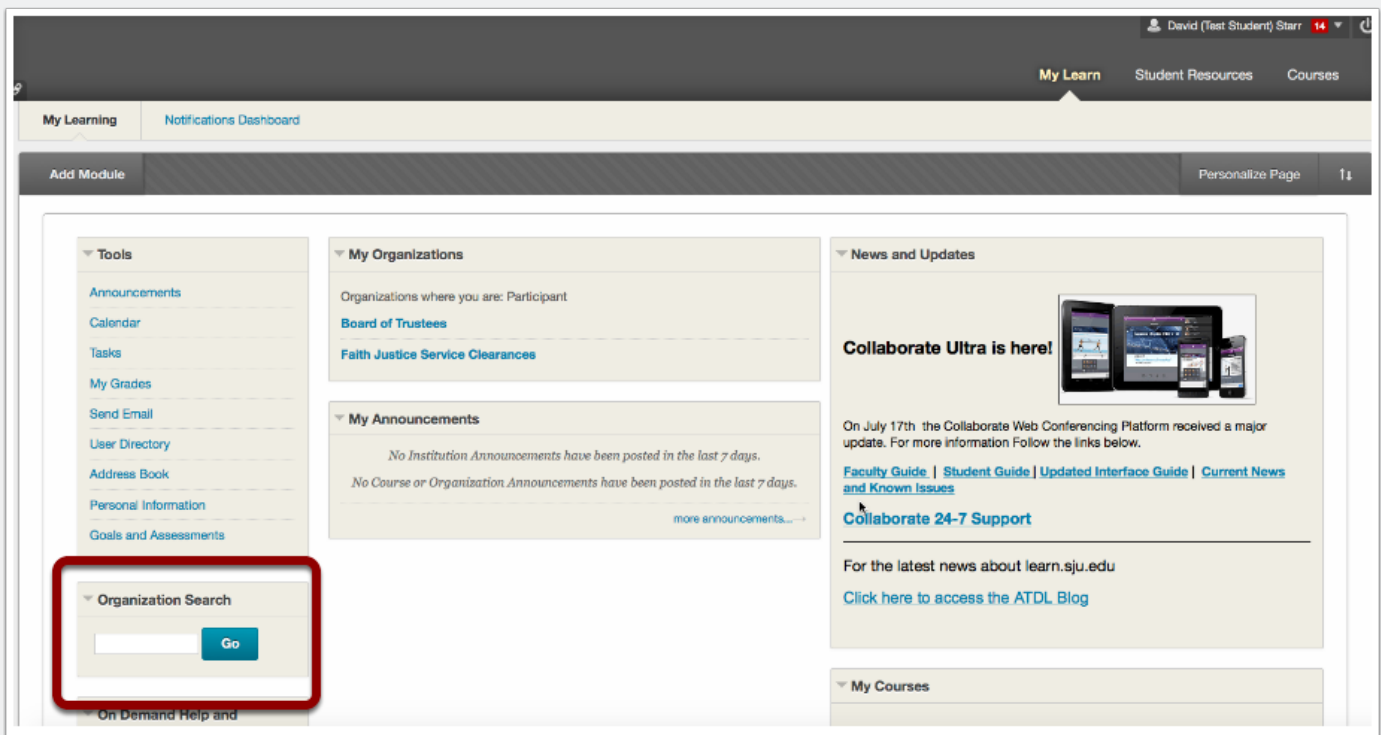 David (Test Student) Starr 14
My Learn Student Resources Courses
My Learning Notifications Dashboard
Add Module Personalize Page
Tools
Announcements
Calendar
Tasks
My Grades
Send Email
User Directory
Address Book
Personal Information
Goals and Assessments
Organization Search
Go
On Demand Help and
My Organizations
Organizations where you are: Participant
Board of Trustees
Faith Justice Service Clearances
My Announcements
No Institution Announcements have been posted in the last 7 days.
No Course or Organization Announcements have been posted in the last 7 days.
more announcements...→
News and Updates
Collaborate Ultra is here!
On July 17th the Collaborate Web Conferencing Platform received a major
update. For more information Follow the links below.
Faculty Guide | Student Guide | Updated Interface Guide | Current News
and Known Issues
Collaborate 24-7 Support
For the latest news about learn.sju.edu
Click here to access the ATDL Blog
My Courses